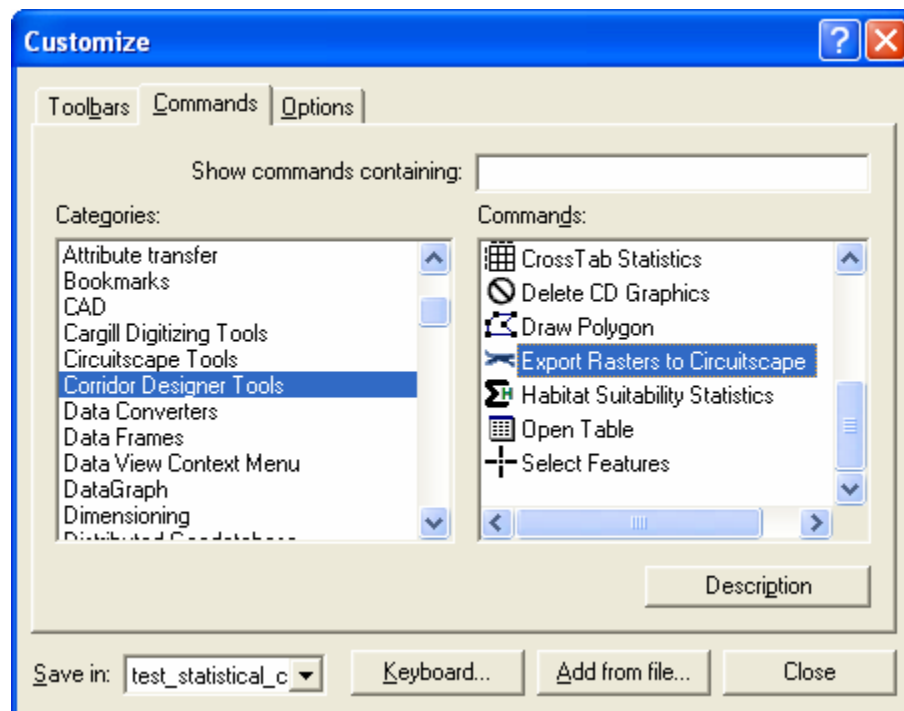 Customize
Toolbars Commands Options
Show commands containing:
Categories:
Attribute transfer
Bookmarks
CAD
Cargill Digitizing Tools
Circuitscape Tools
Corridor Designer Tools
Data Converters
Data Frames
Data View Context Menu
DataGraph
Dimensioning
Commands:
CrossTab Statistics
Delete CD Graphics
Draw Polygon
Export Rasters to Circuitscape
Habitat Suitability Statistics
Open Table
Select Features
Description
Save in: test_statistical_c Keyboard... Add from file... Close